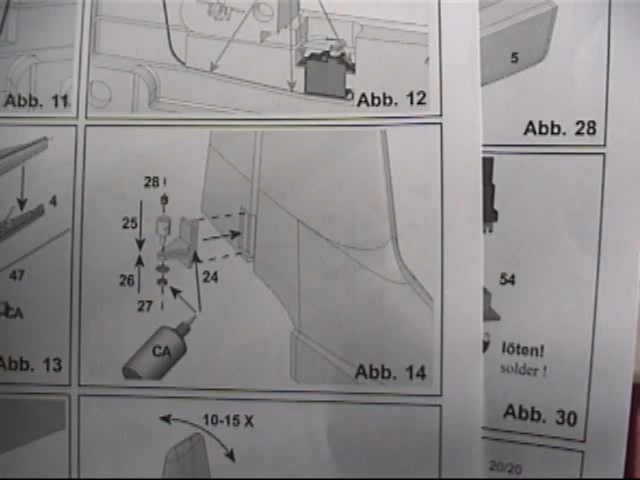 Abb. 11
Abb. 12
5
Abb. 28
4
47
CA
Abb. 13
28
25
26
27
24
CA
Abb. 14
54
löten!
solder !
Abb. 30
10-15 X
20/20